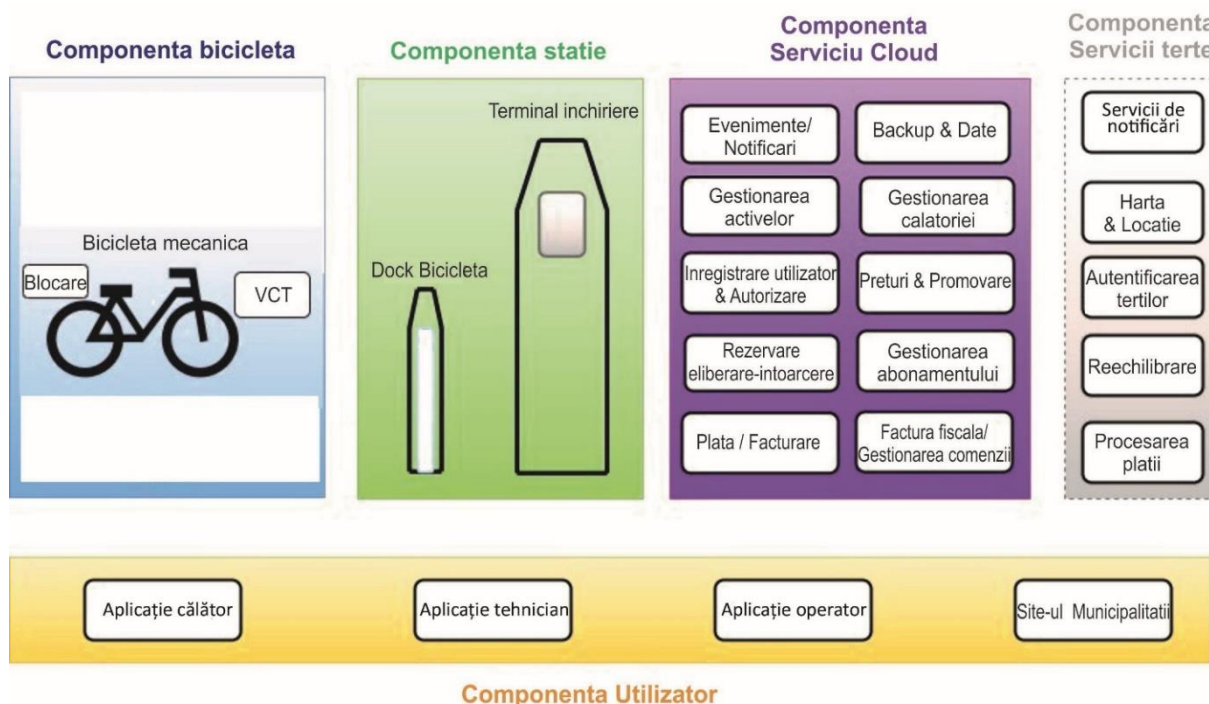 Componenta bicicleta
Bicicleta mecanica
Blocare
VCT
Componenta statie
Terminal inchiriere
Dock Bicicleta
Componenta
Serviciu Cloud
Evenimente/
Notificari
Backup & Date
Gestionarea
activelor
Gestionarea
calatoriei
Inregistrare utilizator
& Autorizare
Preturi & Promovare
Rezervare
eliberare-intoarcere
Gestionarea
abonamentului
Plata / Facturare
Factura fiscala/
Gestionarea comenzii
Componenta
Servicii terte
Servicii de
notificări
Harta
& Locatie
Autentificarea
tertilor
Reechilibrare
Procesarea
platii
Aplicație călător
Aplicație tehnician
Aplicație operator
Site-ul Municipalitatii
Componenta Utilizator